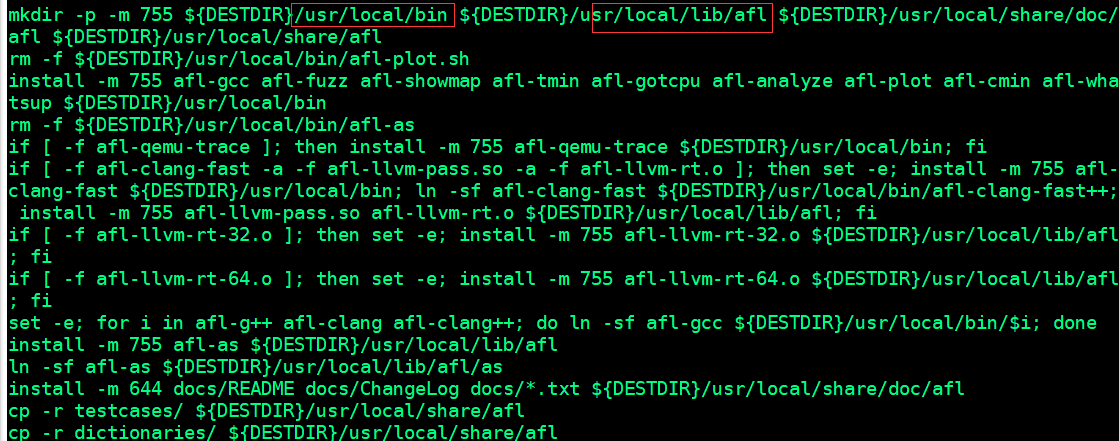 mkdir -p -m 755 ${DESTDIR}/usr/local/bin ${DESTDIR}/usr/local/lib/afl ${DESTDIR}/usr/local/share/doc/
afl ${DESTDIR}/usr/local/share/afl
rm -f ${DESTDIR}/usr/local/bin/afl-plot.sh
install -m 755 afl-gcc afl-fuzz afl-showmap afl-tmin afl-gotcpu afl-analyze afl-plot afl-cmin afl-wha
tsup ${DESTDIR}/usr/local/bin
rm -f ${DESTDIR}/usr/local/bin/afl-as
if [ -f afl-qemu-trace ]; then install -m 755 afl-qemu-trace ${DESTDIR}/usr/local/bin; fi
if [ -f afl-clang-fast -a -f afl-llvm-pass.so -a -f afl-llvm-rt.o ]; then set -e; install -m 755 afl-
clang-fast ${DESTDIR}/usr/local/bin; ln -sf afl-clang-fast ${DESTDIR}/usr/local/bin/afl-clang-fast++;
 install -m 755 afl-llvm-pass.so afl-llvm-rt.o ${DESTDIR}/usr/local/lib/afl; fi
if [ -f afl-llvm-rt-32.o ]; then set -e; install -m 755 afl-llvm-rt-32.o ${DESTDIR}/usr/local/lib/afl
; fi
if [ -f afl-llvm-rt-64.o ]; then set -e; install -m 755 afl-llvm-rt-64.o ${DESTDIR}/usr/local/lib/afl
; fi
set -e; for i in afl-g++ afl-clang afl-clang++; do ln -sf afl-gcc ${DESTDIR}/usr/local/bin/$i; done
install -m 755 afl-as ${DESTDIR}/usr/local/lib/afl
ln -sf afl-as ${DESTDIR}/usr/local/lib/afl/as
install -m 644 docs/README docs/ChangeLog docs/*.txt ${DESTDIR}/usr/local/share/doc/afl
cp -r testcases/ ${DESTDIR}/usr/local/share/afl
cp -r dictionaries/ ${DESTDIR}/usr/local/share/afl